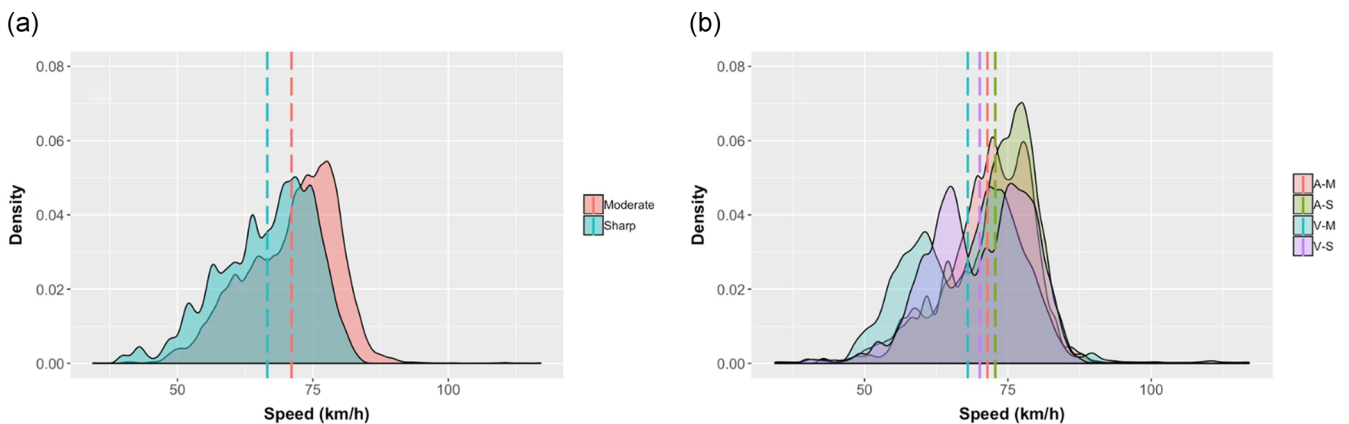 (a)
(b)
0.08
0.06
0.04
0.02
0.00
Density
50
75
100
Speed (km/h)
Moderate
Sharp
0.08
0.06
0.04
0.02
0.00
Density
50
75
100
Speed (km/h)
A-M
A-S
V-M
V-S